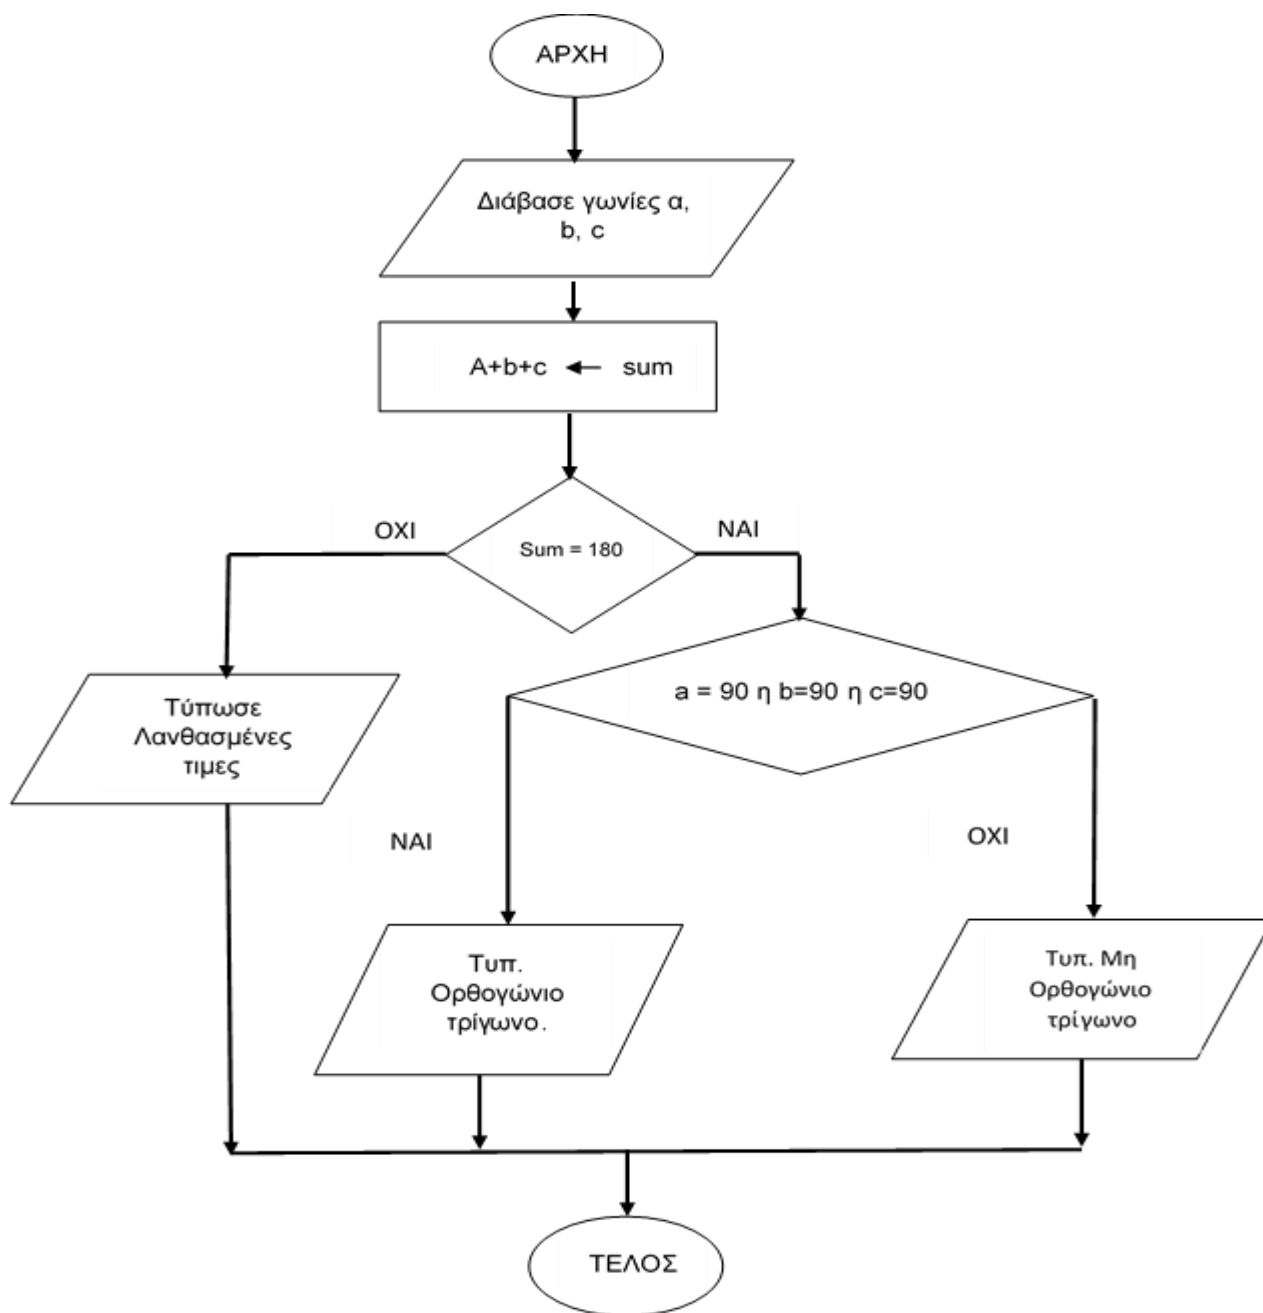 ΑΡΧΗ
Διάβασε γωνίες α,
b, c
A+b+c ← sum
ΟΧΙ
ΝΑΙ
Sum = 180
a = 90 η b=90 η c=90
Τύπωσε
Λανθασμένες
τιμες
ΝΑΙ
ΟΧΙ
Τυπ.
Ορθογώνιο
τρίγωνο.
Τυπ. Μη
Ορθογώνιο
τρίγωνο
ΤΕΛΟΣ